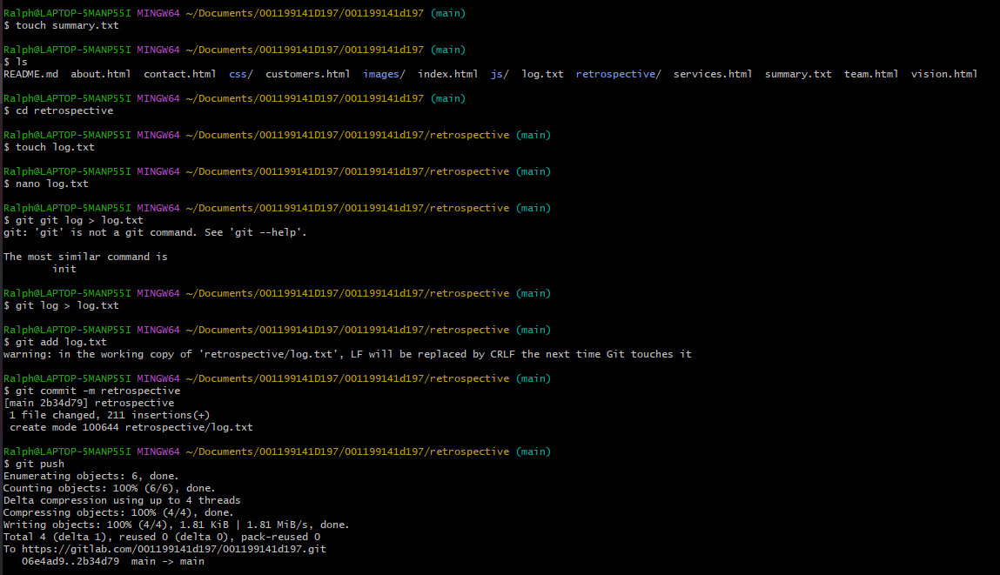 Ralph@LAPTOP-5MANP55I MINGW64 ~/Documents/001199141D197/001199141d197 (main)
$ touch summary.txt
Ralph@LAPTOP-5MANP55I MINGW64 ~/Documents/001199141D197/001199141d197 (main)
$ ls
README.md  about.html  contact.html  css/  customers.html  images/  index.html  js/  log.txt  retrospective/  services.html  summary.txt  team.html  vision.html
Ralph@LAPTOP-5MANP55I MINGW64 ~/Documents/001199141D197/001199141d197 (main)
$ cd retrospective
Ralph@LAPTOP-5MANP55I MINGW64 ~/Documents/001199141D197/001199141d197/retrospective (main)
$ touch log.txt
Ralph@LAPTOP-5MANP55I MINGW64 ~/Documents/001199141D197/001199141d197/retrospective (main)
$ nano log.txt
Ralph@LAPTOP-5MANP55I MINGW64 ~/Documents/001199141D197/001199141d197/retrospective (main)
$ git git log > log.txt
git: 'git' is not a git command. See 'git --help'.
The most similar command is
        init
Ralph@LAPTOP-5MANP55I MINGW64 ~/Documents/001199141D197/001199141d197/retrospective (main)
$ git log > log.txt
Ralph@LAPTOP-5MANP55I MINGW64 ~/Documents/001199141D197/001199141d197/retrospective (main)
$ git add log.txt
warning: in the working copy of 'retrospective/log.txt', LF will be replaced by CRLF the next time Git touches it
Ralph@LAPTOP-5MANP55I MINGW64 ~/Documents/001199141D197/001199141d197/retrospective (main)
$ git commit -m retrospective
[main 2b34d79] retrospective
 1 file changed, 211 insertions(+)
 create mode 100644 retrospective/log.txt
Ralph@LAPTOP-5MANP55I MINGW64 ~/Documents/001199141D197/001199141d197/retrospective (main)
$ git push
Enumerating objects: 6, done.
Counting objects: 100% (6/6), done.
Delta compression using up to 4 threads
Compressing objects: 100% (4/4), done.
Writing objects: 100% (4/4), 1.81 KiB | 1.81 MiB/s, done.
Total 4 (delta 1), reused 0 (delta 0), pack-reused 0
To https://gitlab.com/001199141d197/001199141d197.git
   06e4ad9..2b34d79  main -> main